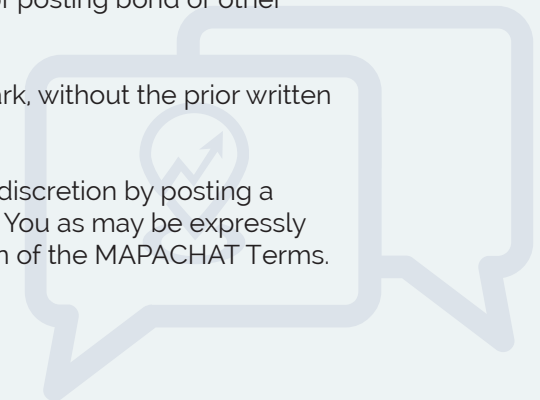 posting bond or other
without the prior written
discretion by posting a
You as may be expressly
of the MAPACHAT Terms.